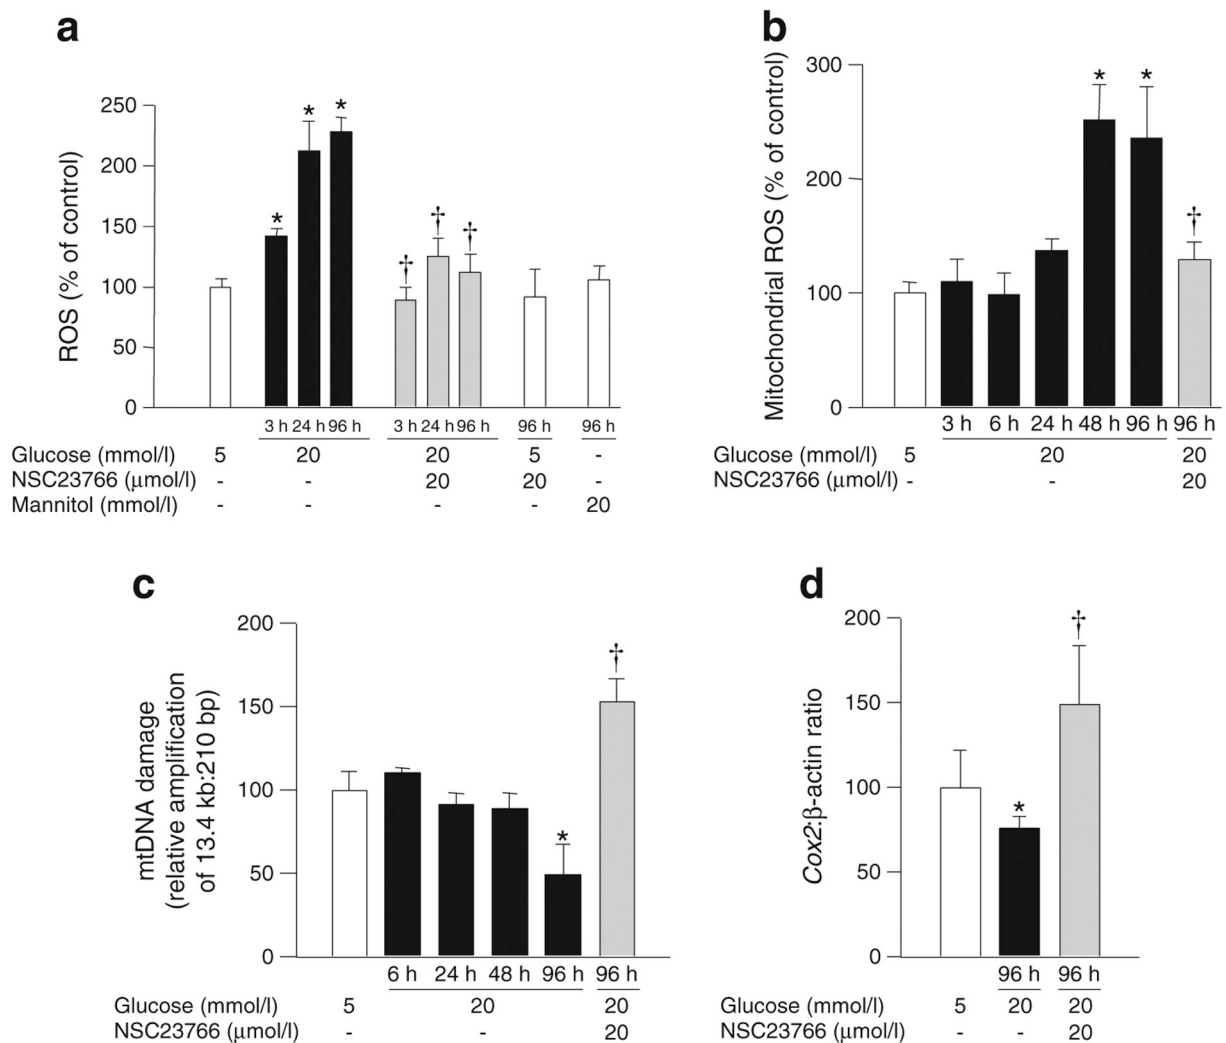 a
ROS (% of control)
250
200
150
100
50
0
* * *
† † †
3 h 24 h 96 h 3 h 24 h 96 h 96 h 96 h
Glucose (mmol/l) 5 20 20 5 -
NSC23766 (μmol/l) - - 20 20 -
Mannitol (mmol/l) - - - - 20
b
Mitochondrial ROS (% of control)
300
200
100
0
* * †
3 h 6 h 24 h 48 h 96 h 96 h
Glucose (mmol/l) 5 20 20
NSC23766 (μmol/l) - - 20
c
mtDNA damage
(relative amplification
of 13.4 kb:210 bp)
200
150
100
50
0
* †
6 h 24 h 48 h 96 h 96 h
Glucose (mmol/l) 5 20 20
NSC23766 (μmol/l) - - 20
d
Cox2:β-actin ratio
200
150
100
50
0
* †
96 h 96 h
Glucose (mmol/l) 5 20 20
NSC23766 (μmol/l) - - 20